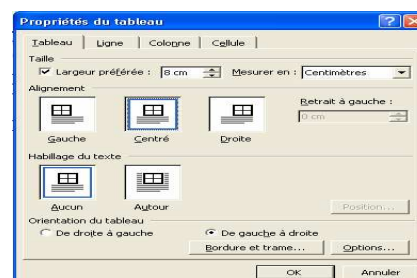 Propriétés du tableau
Tableau Ligne Colonne Cellule
Taille
Largeur préférée : 8 cm Mesurer en : Centimètres
Alignement
Retrait à gauche :
0 cm
Gauche Centré Droite
Habillage du texte
Aucun Autour
Position...
Orientation du tableau
De droite à gauche De gauche à droite
Bordure et trame... Options...
OK Annuler